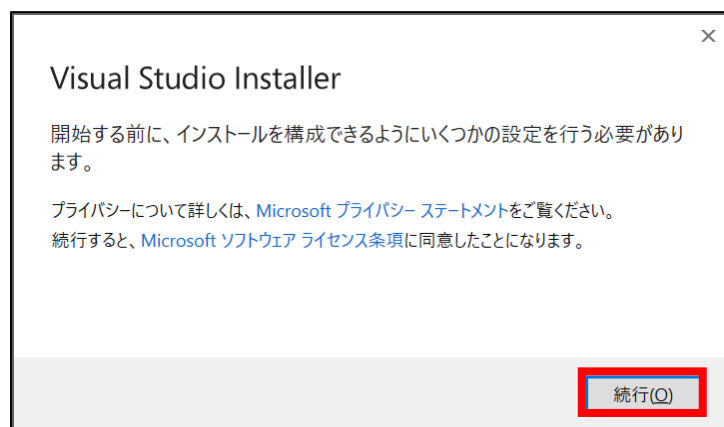 Visual Studio Installer
開始する前に、インストールを構成できるようにいくつかの設定を行う必要があり
ます。
プライバシーについて詳しくは、Microsoft プライバシー ステートメントをご覧ください。
続行すると、Microsoft ソフトウェア ライセンス条項に同意したことになります。
続行(O)